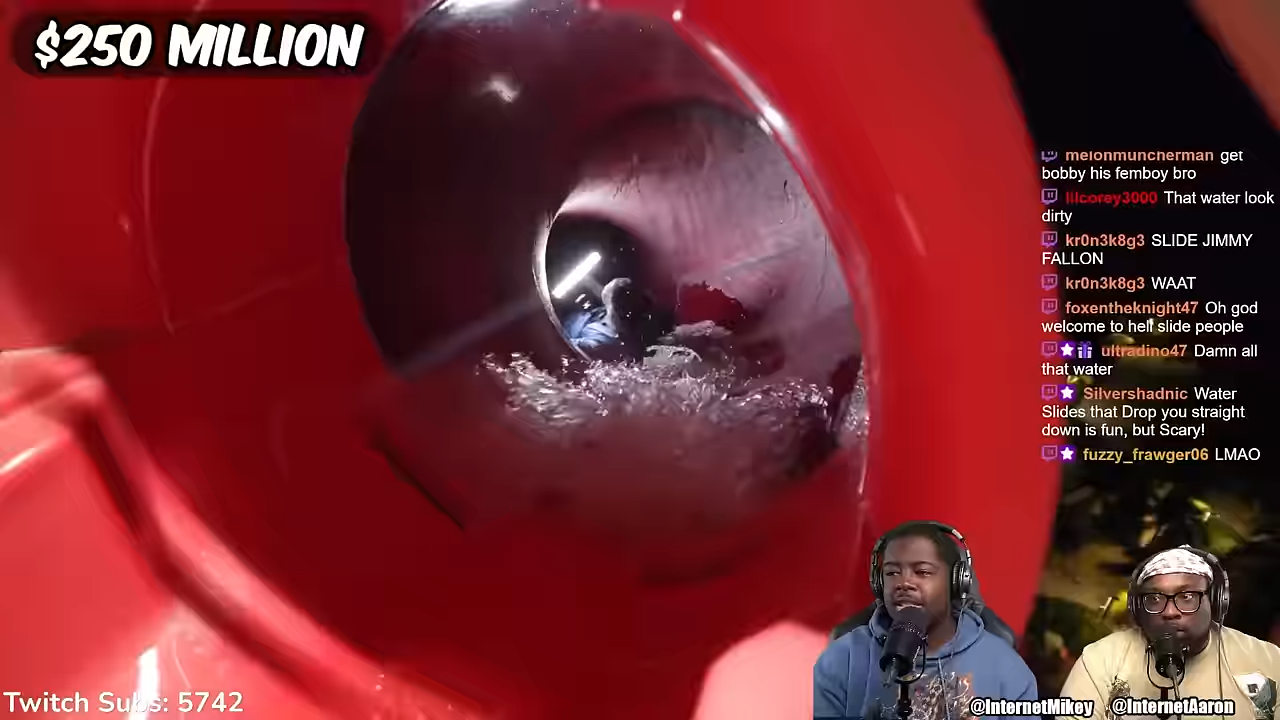 $250 MILLION
melonmuncherman get
bobby his femboy bro
lilcorey3000 That water look
dirty
kr0n3k8g3 SLIDE JIMMY
FALLON
kr0n3k8g3 WAAT
foxentheknight47 Oh god
welcome to hell slide people
ultradino47 Damn all
that water
Silvershadnic Water
Slides that Drop you straight
down is fun, but Scary!
fuzzy_frawger06 LMAO
Twitch Subs: 5742
@InternetMikey @InternetAaron